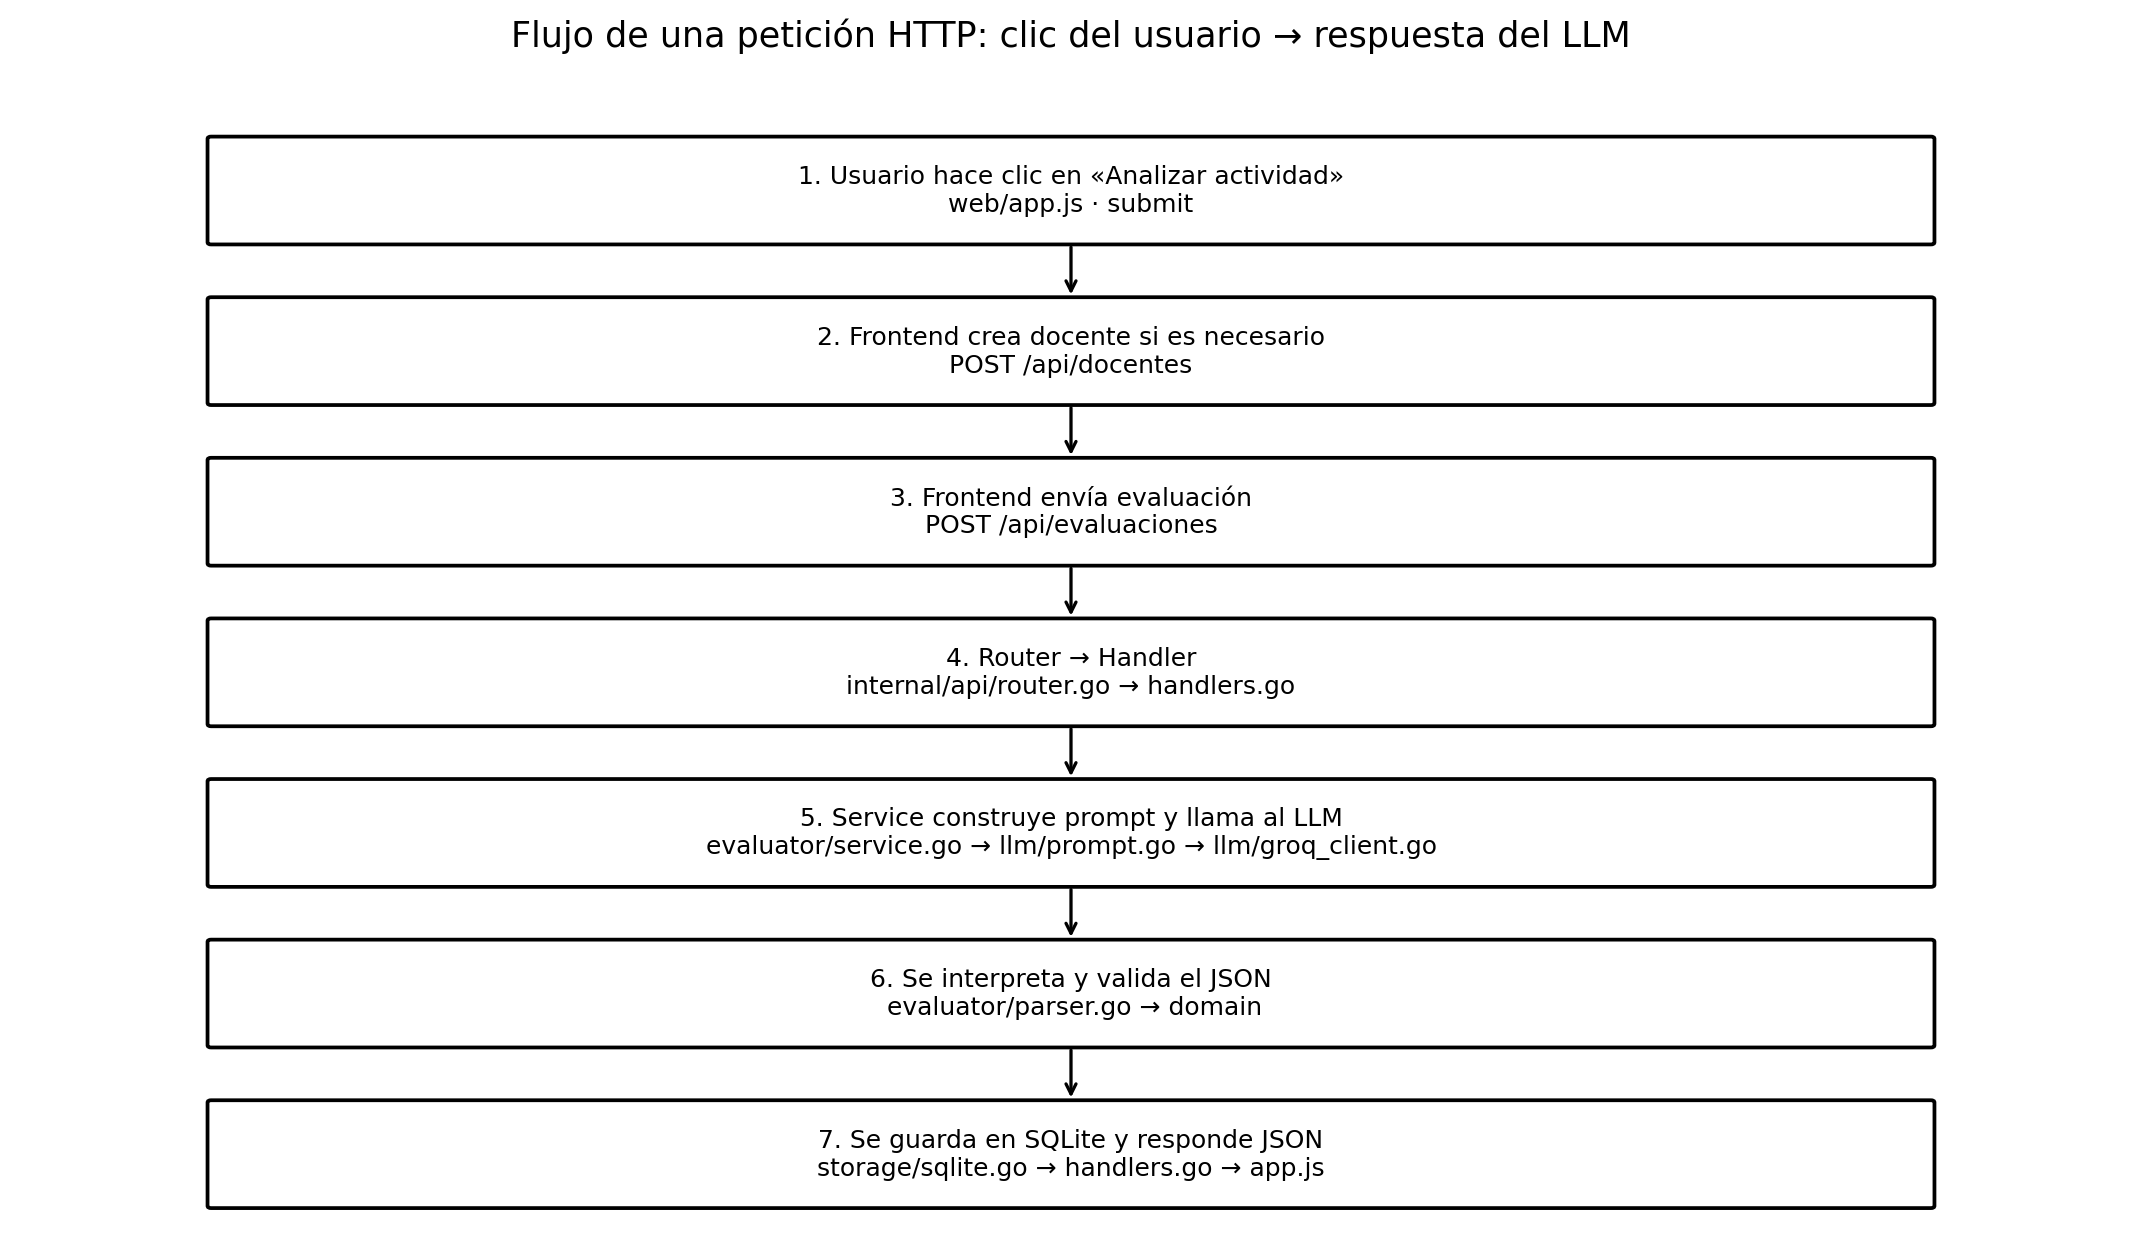 Flujo de una petición HTTP: clic del usuario → respuesta del LLM
1. Usuario hace clic en «Analizar actividad»
web/app.js · submit
2. Frontend crea docente si es necesario
POST /api/docentes
3. Frontend envía evaluación
POST /api/evaluaciones
4. Router → Handler
internal/api/router.go → handlers.go
5. Service construye prompt y llama al LLM
evaluator/service.go → llm/prompt.go → llm/groq_client.go
6. Se interpreta y valida el JSON
evaluator/parser.go → domain
7. Se guarda en SQLite y responde JSON
storage/sqlite.go → handlers.go → app.js